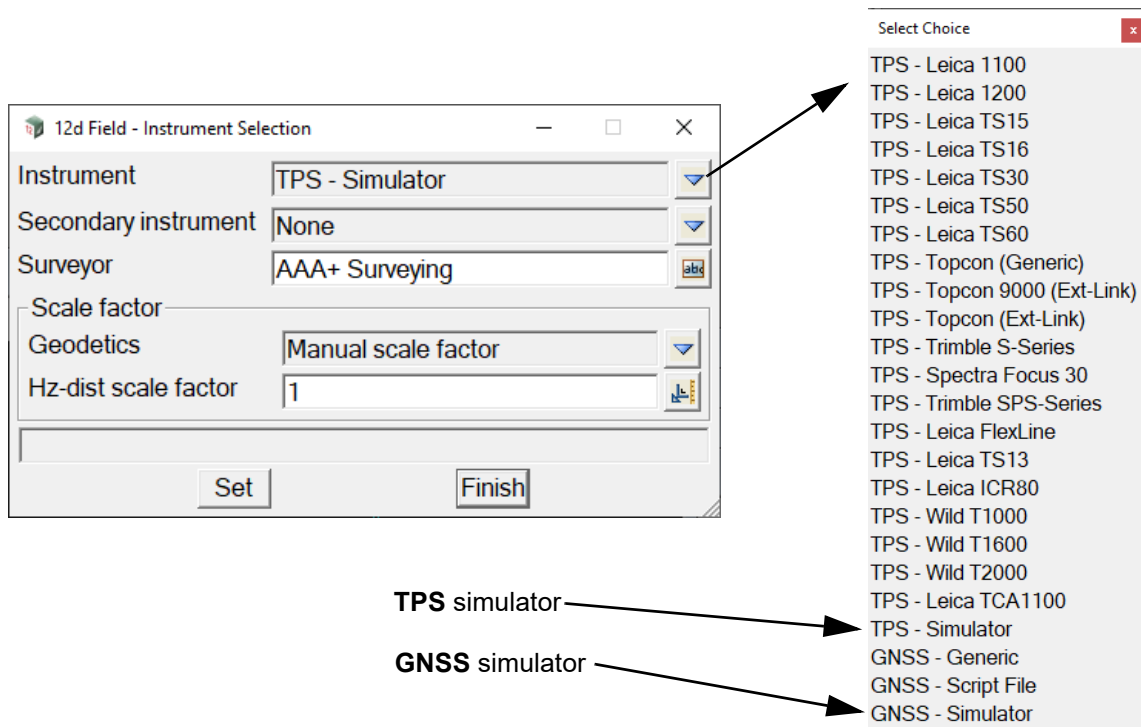 12d Field - Instrument Selection
Instrument
TPS - Simulator
Secondary instrument
None
Surveyor
AAA+ Surveying
abc
Scale factor
Geodetics
Manual scale factor
Hz-dist scale factor
1
Set
Finish
TPS simulator
GNSS simulator
Select Choice
x
TPS - Leica 1100
TPS - Leica 1200
TPS - Leica TS15
TPS - Leica TS16
TPS - Leica TS30
TPS - Leica TS50
TPS - Leica TS60
TPS - Topcon (Generic)
TPS - Topcon 9000 (Ext-Link)
TPS - Topcon (Ext-Link)
TPS - Trimble S-Series
TPS - Spectra Focus 30
TPS - Trimble SPS-Series
TPS - Leica FlexLine
TPS - Leica TS13
TPS - Leica ICR80
TPS - Wild T1000
TPS - Wild T1600
TPS - Wild T2000
TPS - Leica TCA1100
TPS - Simulator
GNSS - Generic
GNSS - Script File
GNSS - Simulator